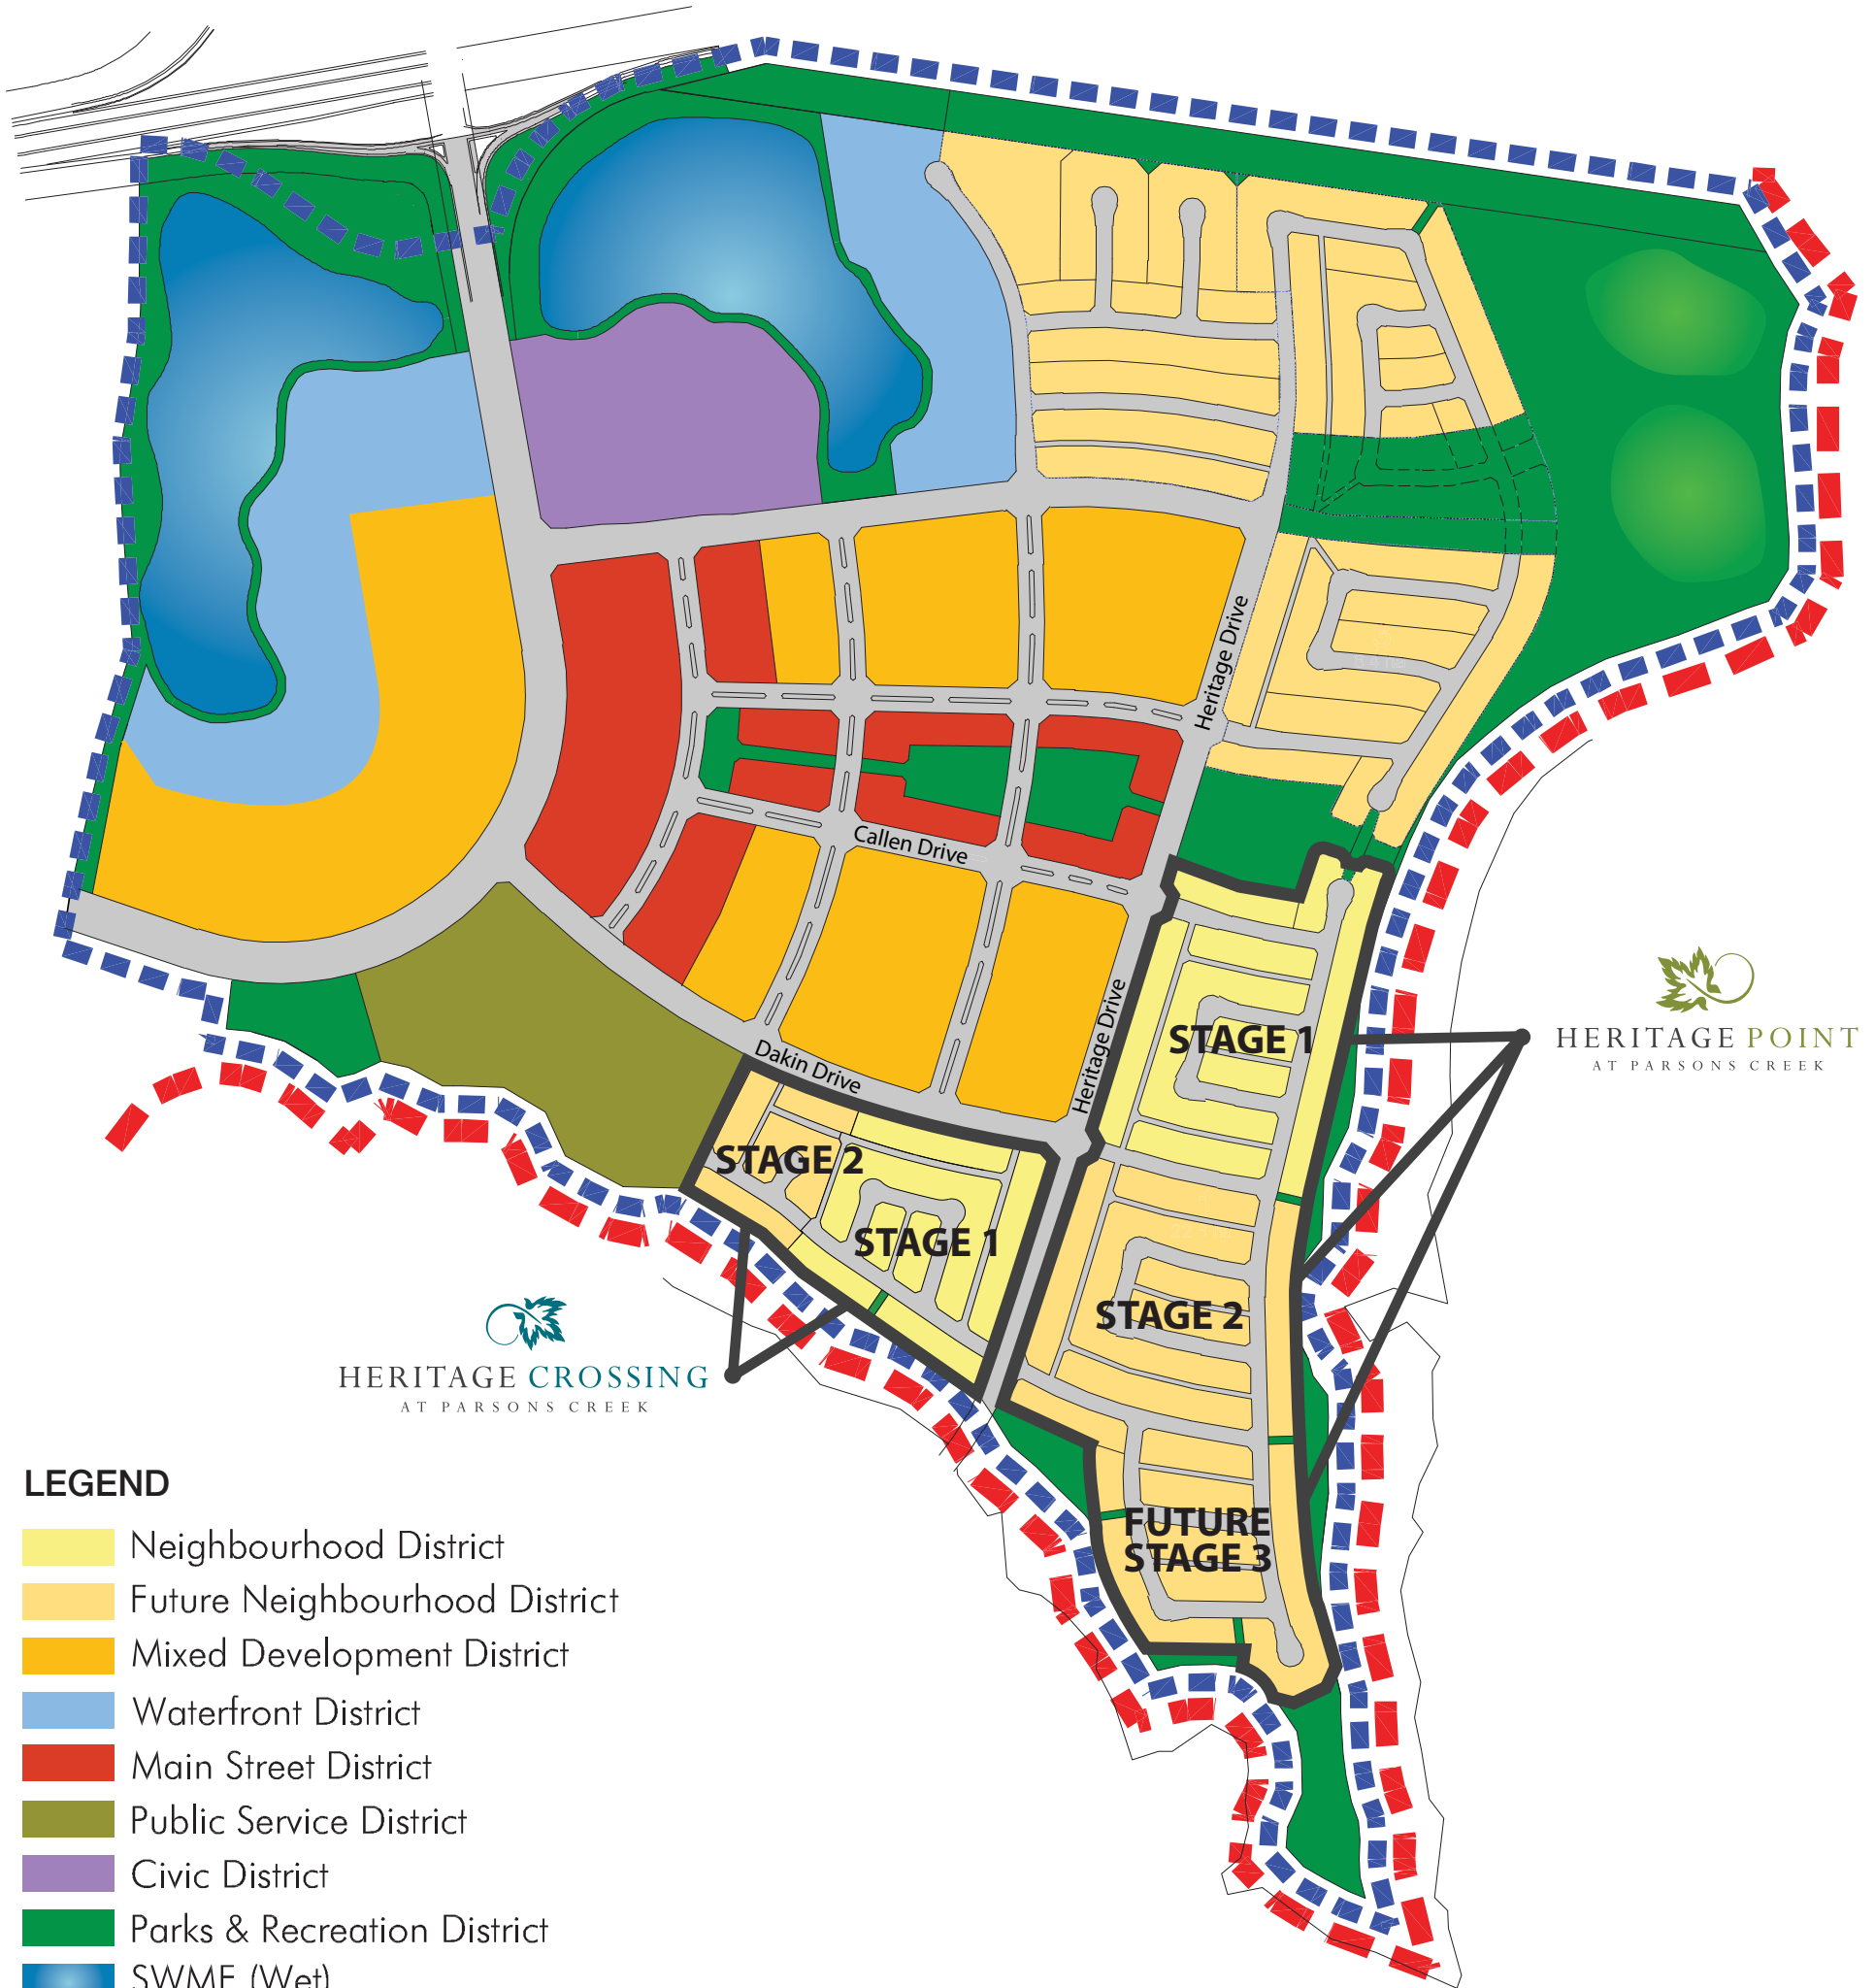 Heritage Drive
Callen Drive
Heritage Drive
Dakin Drive
STAGE 1
HERITAGE POINT
AT PARSONS CREEK
STAGE 2
STAGE 1
STAGE 2
HERITAGE CROSSING
AT PARSONS CREEK
FUTURE
STAGE 3
LEGEND
Neighbourhood District
Future Neighbourhood District
Mixed Development District
Waterfront District
Main Street District
Public Service District
Civic District
Parks & Recreation District
SWMF (Wet)